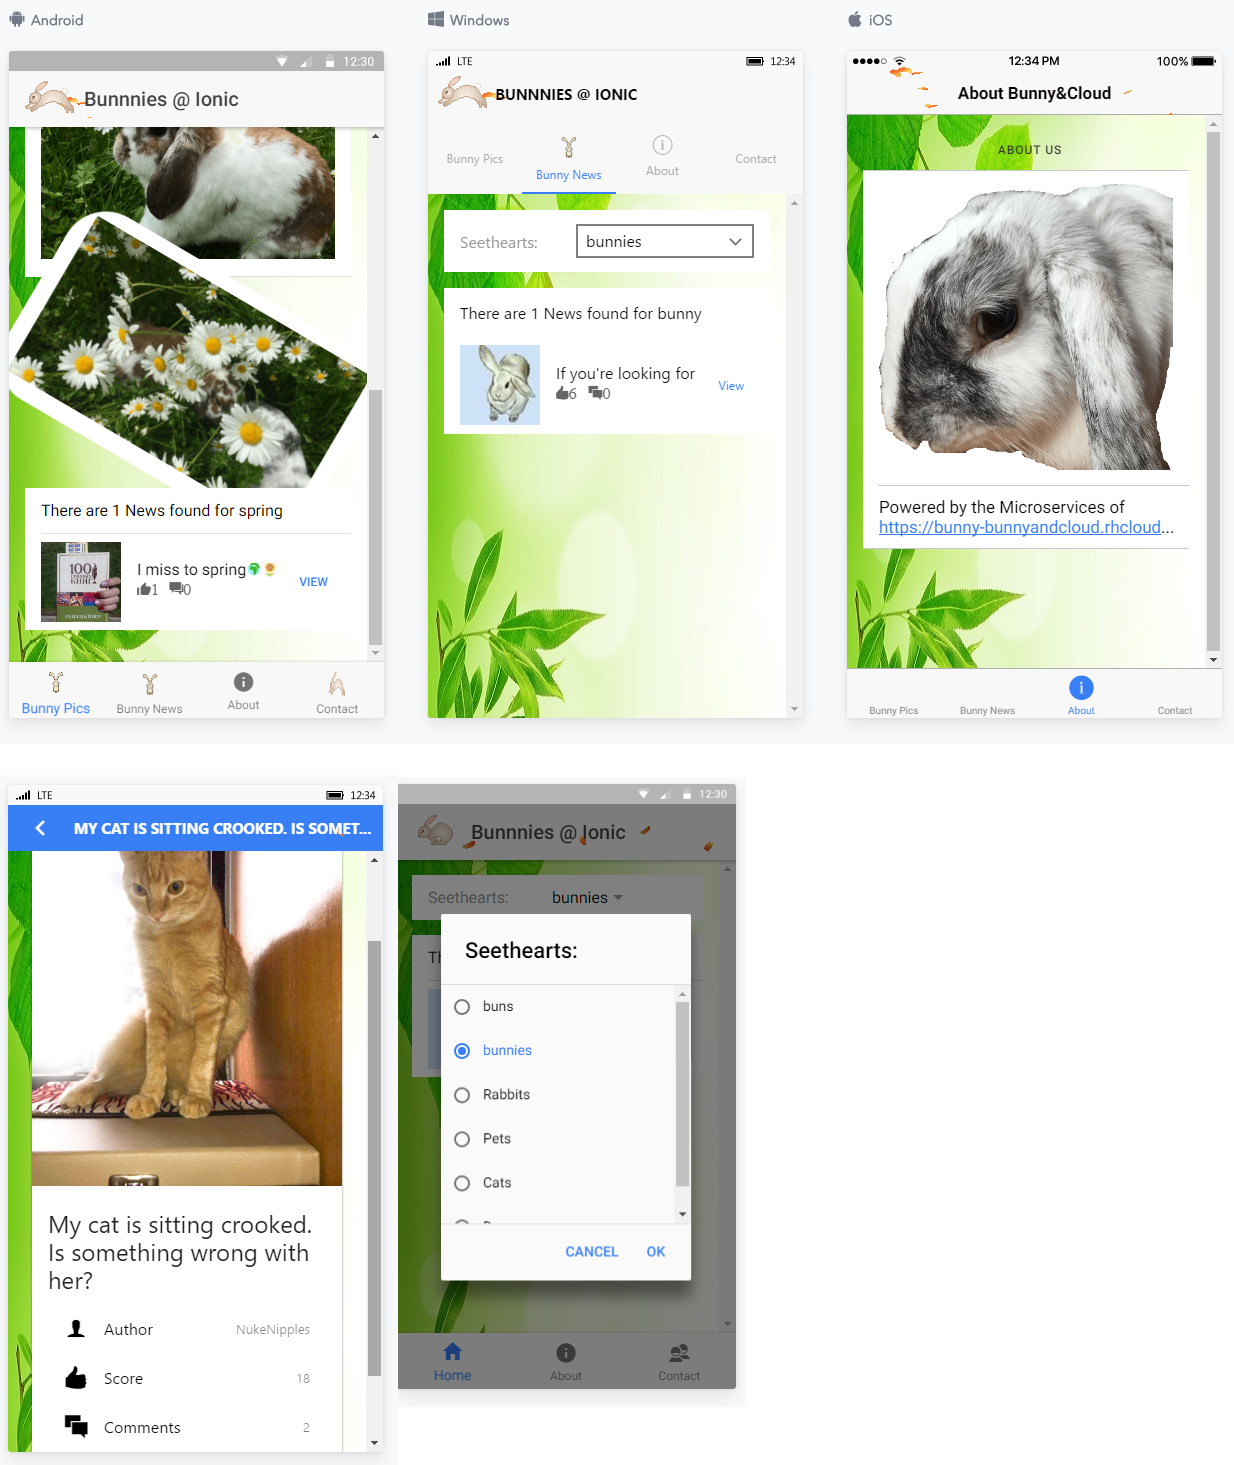 Android
12:30
Bunnnies @ Ionic
There are 1 News found for spring
100
КНИГ
I miss to spring🌍🌻
1 0
VIEW
Bunny Pics
Bunny News
About
Contact
Windows
LTE
12:34
BUNNNIES @ IONIC
Bunny Pics
Bunny News
About
Contact
Seethearts:
bunnies
There are 1 News found for bunny
If you're looking for
6 0
View
iOS
12:34 PM
100%
About Bunny&Cloud
ABOUT US
Powered by the Microservices of
https://bunny-bunnyandcloud.rhcloud...
Bunny Pics
Bunny News
About
Contact
LTE
12:34
MY CAT IS SITTING CROOKED. IS SOMET...
My cat is sitting crooked.
Is something wrong with
her?
Author
NukeNipples
Score
18
Comments
2
12:30
Bunnnies @ Ionic
Seethearts:
bunnies
Seethearts:
buns
bunnies
Rabbits
Pets
Cats
CANCEL
OK
Home
About
Contact